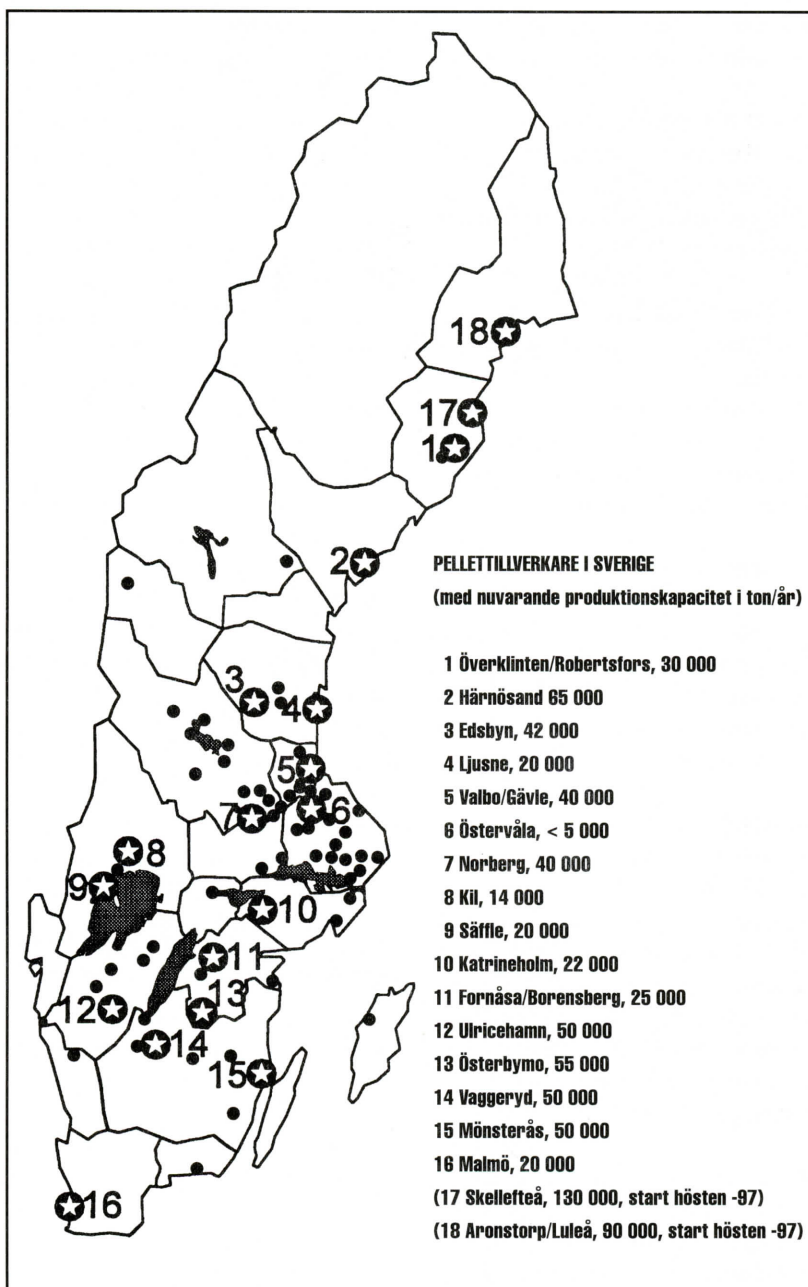 18
17
1
2
PELLETTILLVERKARE I SVERIGE
(med nuvarande produktionskapacitet i ton/år)
3
4
5
6
7
8
9
10
11
12
13
14
15
16
1 Överklinten/Robertsfors, 30 000
2 Härnösand 65 000
3 Edsbyn, 42 000
4 Ljusne, 20 000
5 Valbo/Gävle, 40 000
6 Östervåla, < 5 000
7 Norberg, 40 000
8 Kil, 14 000
9 Säffle, 20 000
10 Katrineholm, 22 000
11 Fornåsa/Borensberg, 25 000
12 Ulricehamn, 50 000
13 Österbymo, 55 000
14 Vaggeryd, 50 000
15 Mönsterås, 50 000
16 Malmö, 20 000
(17 Skellefteå, 130 000, start hösten -97)
(18 Aronstorp/Luleå, 90 000, start hösten -97)